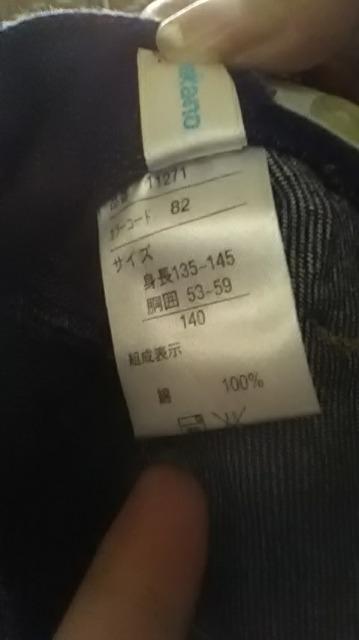 11271
カラーコード 82
サイズ
身長135~145
胴囲 53~59
140
組成表示
綿 100%